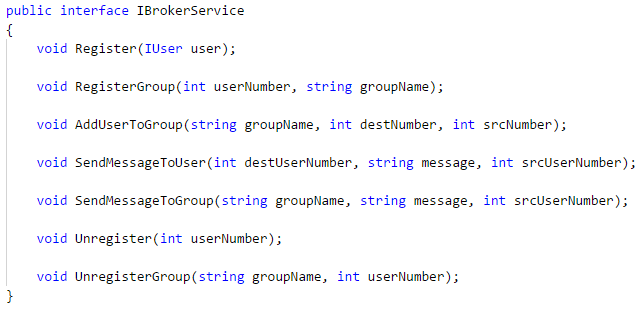 public interface IBrokerService
{
    void Register(IUser user);
    void RegisterGroup(int userNumber, string groupName);
    void AddUserToGroup(string groupName, int destNumber, int srcNumber);
    void SendMessageToUser(int destUserNumber, string message, int srcUserNumber);
    void SendMessageToGroup(string groupName, string message, int srcUserNumber);
    void Unregister(int userNumber);
    void UnregisterGroup(string groupName, int userNumber);
}